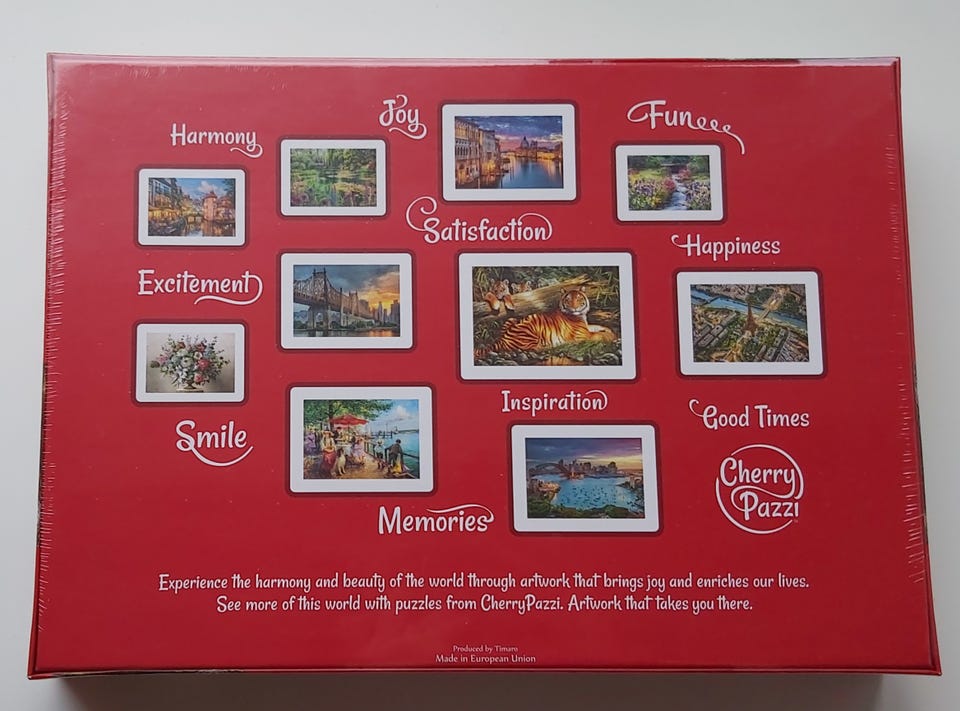 Joy
Fun
Harmony
Satisfaction
Happiness
Excitement
Inspiration
Good Times
Smile
Cherry
Pazzi
Memories
Experience the harmony and beauty of the world through artwork that brings joy and enriches our lives.
See more of this world with puzzles from CherryPazzi. Artwork that takes you there.
Produced by Timaro
Made in European Union